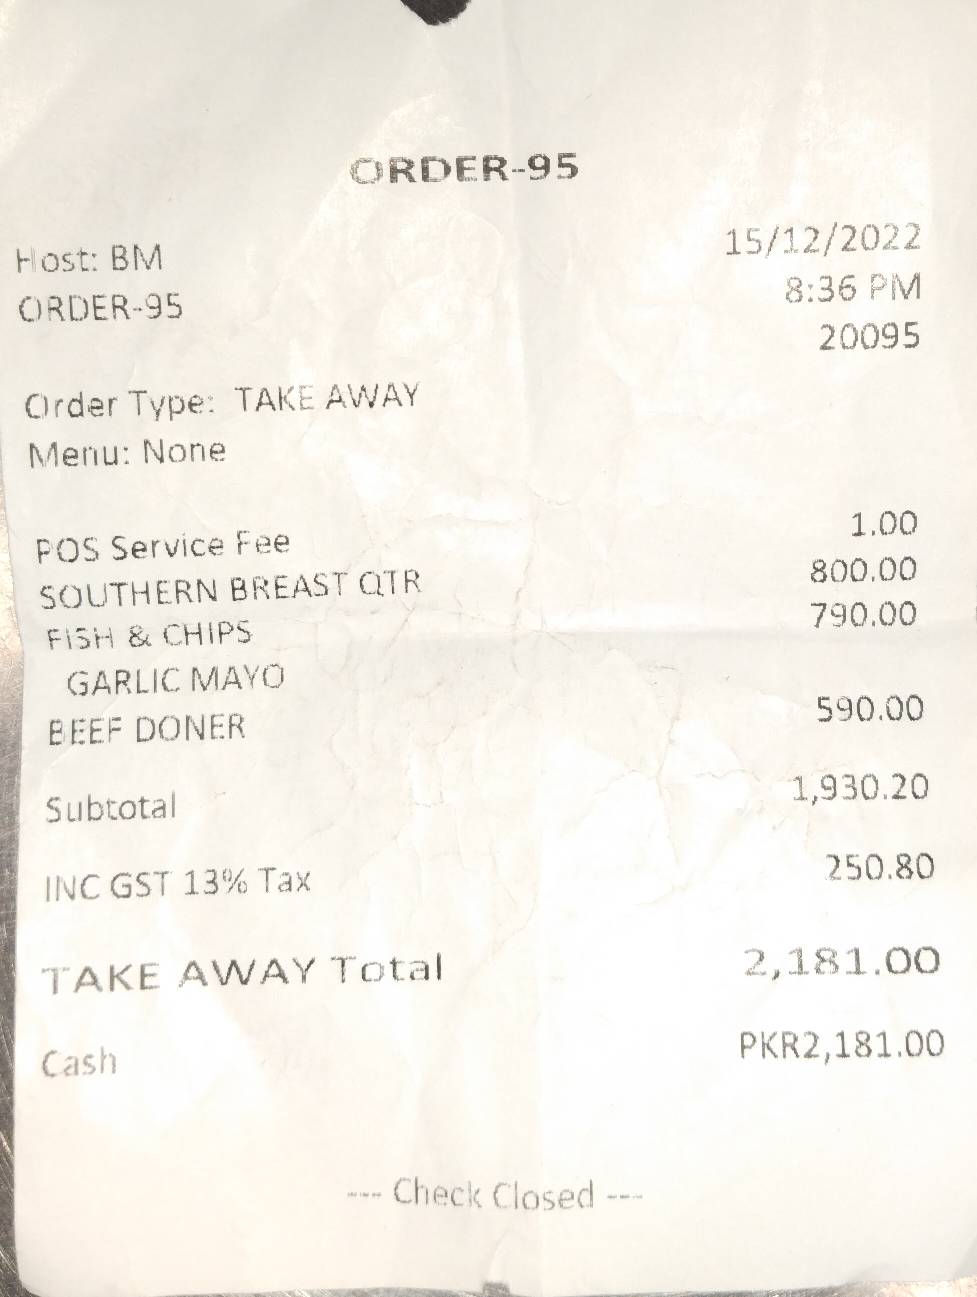 ORDER-95
Host: BM 15/12/2022
ORDER-95 8:36 PM
20095
Order Type: TAKE AWAY
Menu: None
POS Service Fee 1.00
SOUTHERN BREAST QTR 800.00
FISH & CHIPS 790.00
GARLIC MAYO
BEEF DONER 590.00
Subtotal 1,930.20
INC GST 13% Tax 250.80
TAKE AWAY Total 2,181.00
Cash PKR2,181.00
--- Check Closed ---